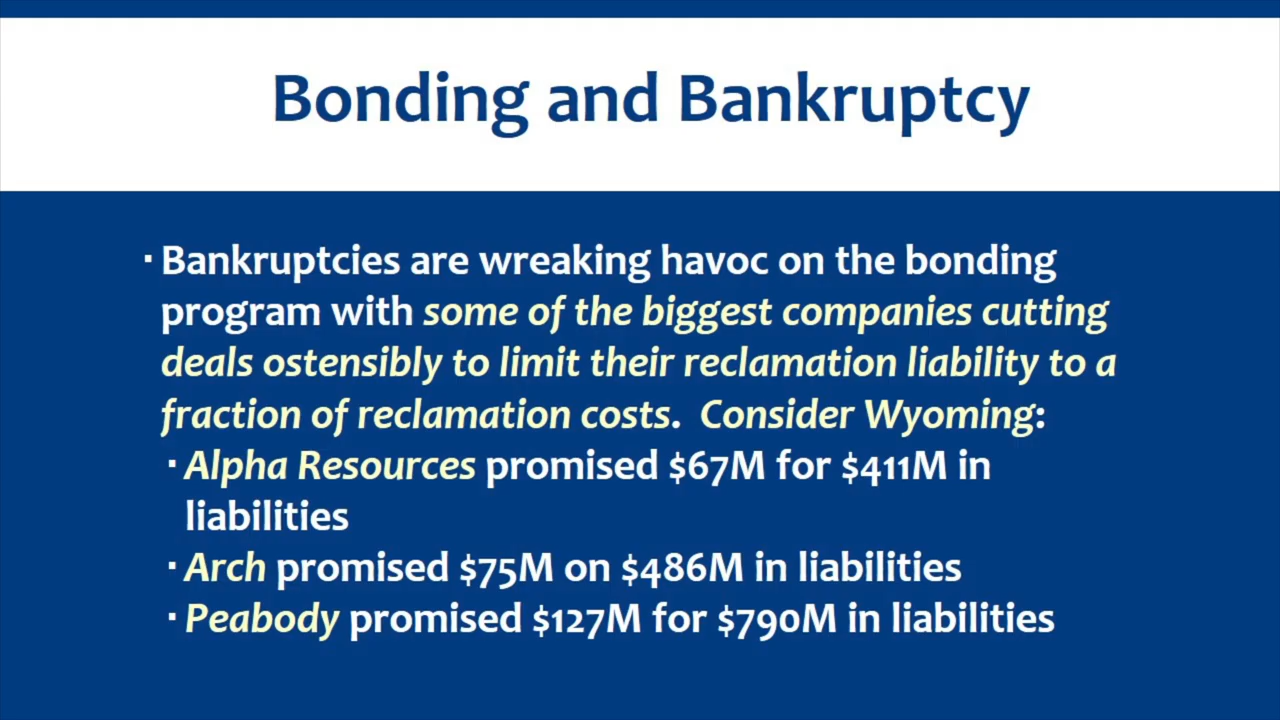 Bonding and Bankruptcy
▪ Bankruptcies are wreaking havoc on the bonding
program with some of the biggest companies cutting
deals ostensibly to limit their reclamation liability to a
fraction of reclamation costs.  Consider Wyoming:
▪ Alpha Resources promised $67M for $411M in
liabilities
▪ Arch promised $75M on $486M in liabilities
▪ Peabody promised $127M for $790M in liabilities